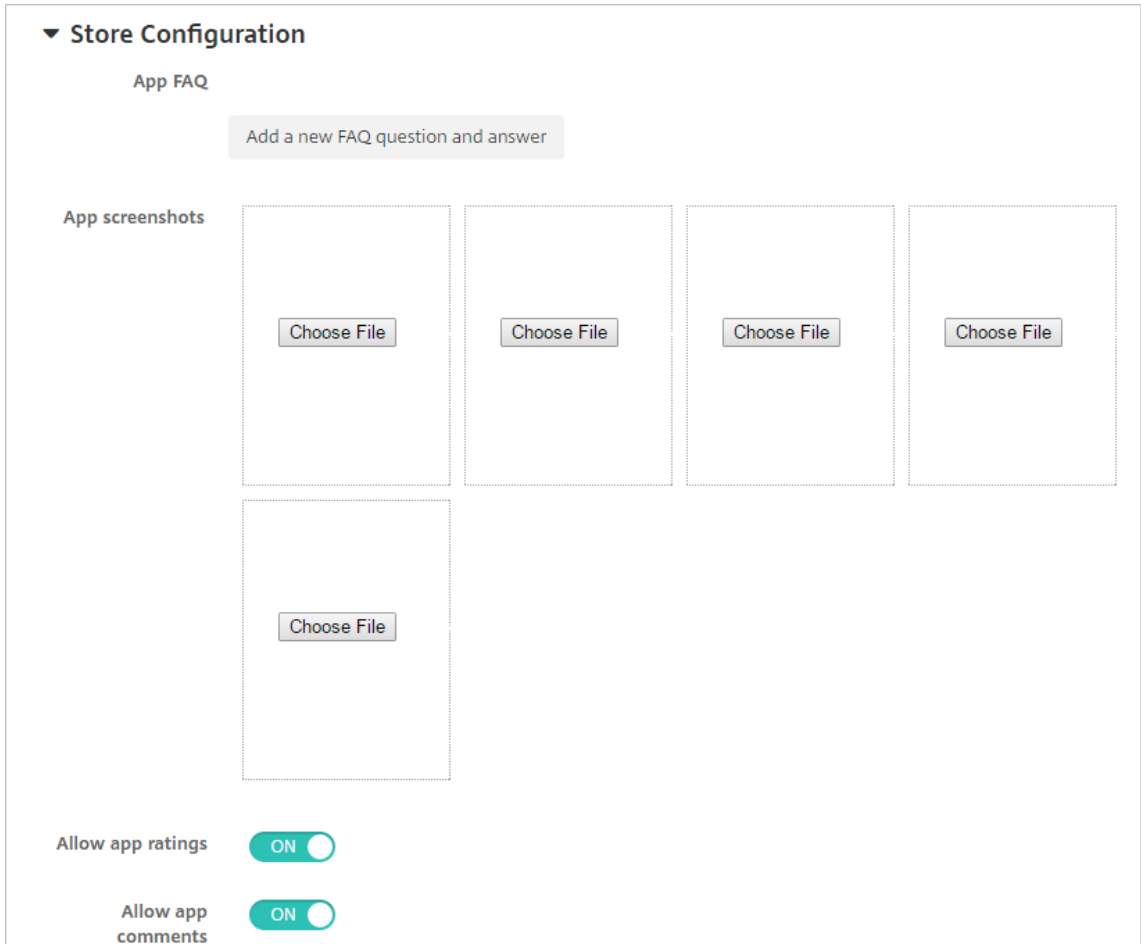 Store Configuration
App FAQ
Add a new FAQ question and answer
App screenshots
Choose File
Choose File
Choose File
Choose File
Choose File
Allow app ratings
ON
Allow app
comments
ON